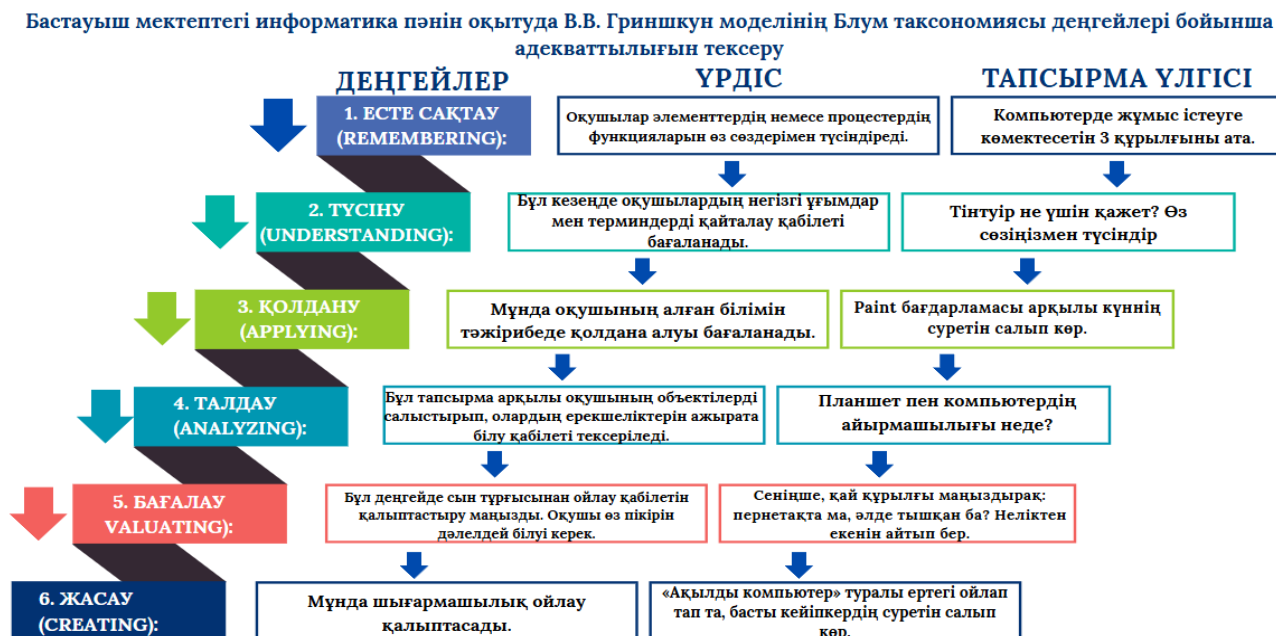 Бастауыш мектептегі информатика пәнін оқытуда В.В. Гриншкун моделінің Блум таксономиясы деңгейлері бойынша
адекваттылығын тексеру
ДЕҢГЕЙЛЕР
ҮРДІС
ТАПСЫРМА ҮЛГІСІ
1. ЕСТЕ САҚТАУ
(REMEMBERING):
Оқушылар элементтердің немесе процестердің
функцияларын өз сөздерімен түсіндіреді.
Компьютерде жұмыс істеуге
көмектесетін 3 құрылғыны ата.
2. ТҮСІНУ
(UNDERSTANDING):
Бұл кезеңде оқушылардың негізгі ұғымдар
мен терминдерді қайталау қабілеті
бағаланады.
Тінтуір не үшін қажет? Өз
сөзіңізмен түсіндір
3. ҚОЛДАНУ
(APPLYING):
Мұнда оқушының алған білімін
тәжірибеде қолдана алуы бағаланады.
Paint бағдарламасы арқылы күннің
суретін салып көр.
4. ТАЛДАУ
(ANALYZING):
Бұл тапсырма арқылы оқушының объектілерді
салыстырып, олардың ерекшеліктерін ажырата
білу қабілеті тексеріледі.
Планшет пен компьютердің
айырмашылығы неде?
5. БАҒАЛАУ
VALUATING):
Бұл деңгейде сын тұрғысынан ойлау қабілетін
қалыптастыру маңызды. Оқушы өз пікірін
дәлелдей білуі керек.
Сеніңше, қай құрылғы маңыздырақ:
пернетақта ма, әлде тышқан ба? Неліктен
екенін айтып бер.
6. ЖАСАУ
(CREATING):
Мұнда шығармашылық ойлау
қалыптасады.
«Ақылды компьютер» туралы ертегі ойлап
тап та, басты кейіпкердің суретін салып
көр.